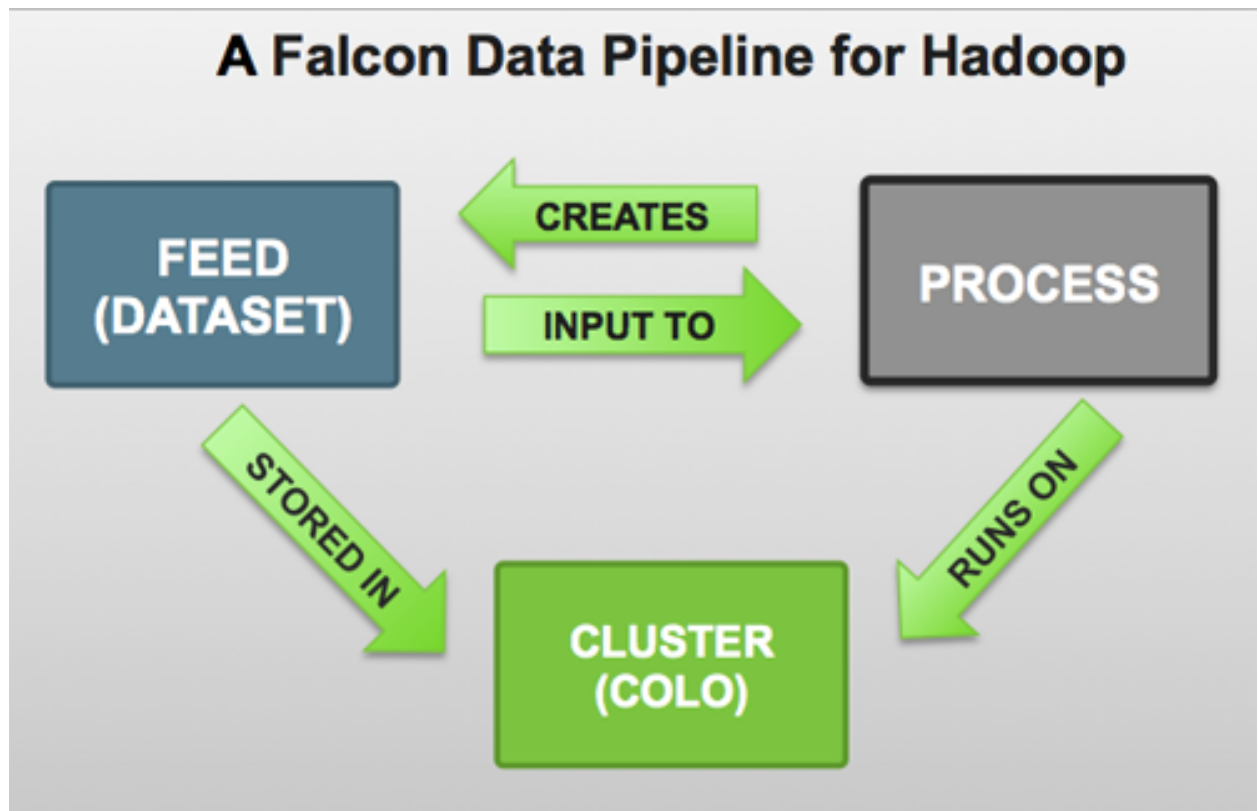 A Falcon Data Pipeline for Hadoop
FEED
(DATASET)
CREATES
INPUT TO
PROCESS
STORED IN
RUNS ON
CLUSTER
(COLO)